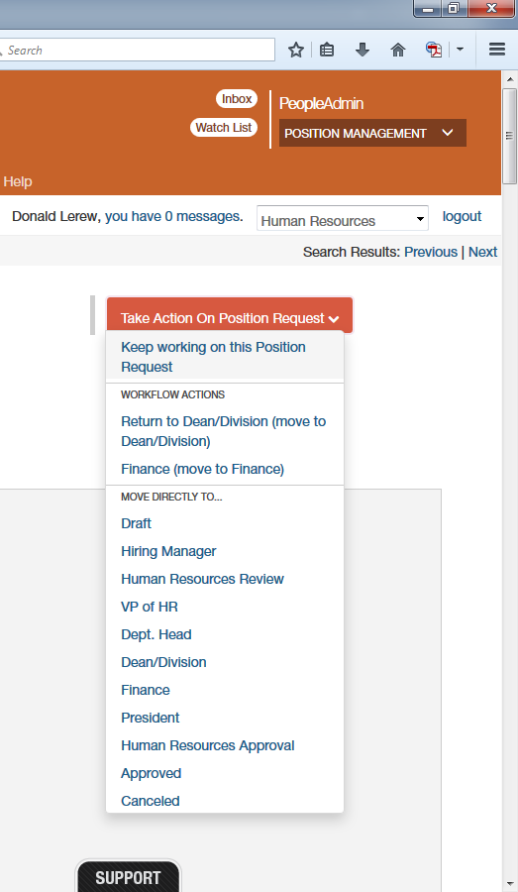 Search
Inbox
PeopleAdmin
Watch List
POSITION MANAGEMENT
Help
Donald Lerew, you have 0 messages.
Human Resources
logout
Search Results: Previous | Next
Take Action On Position Request
Keep working on this Position
Request
WORKFLOW ACTIONS
Return to Dean/Division (move to
Dean/Division)
Finance (move to Finance)
MOVE DIRECTLY TO...
Draft
Hiring Manager
Human Resources Review
VP of HR
Dept. Head
Dean/Division
Finance
President
Human Resources Approval
Approved
Canceled
SUPPORT